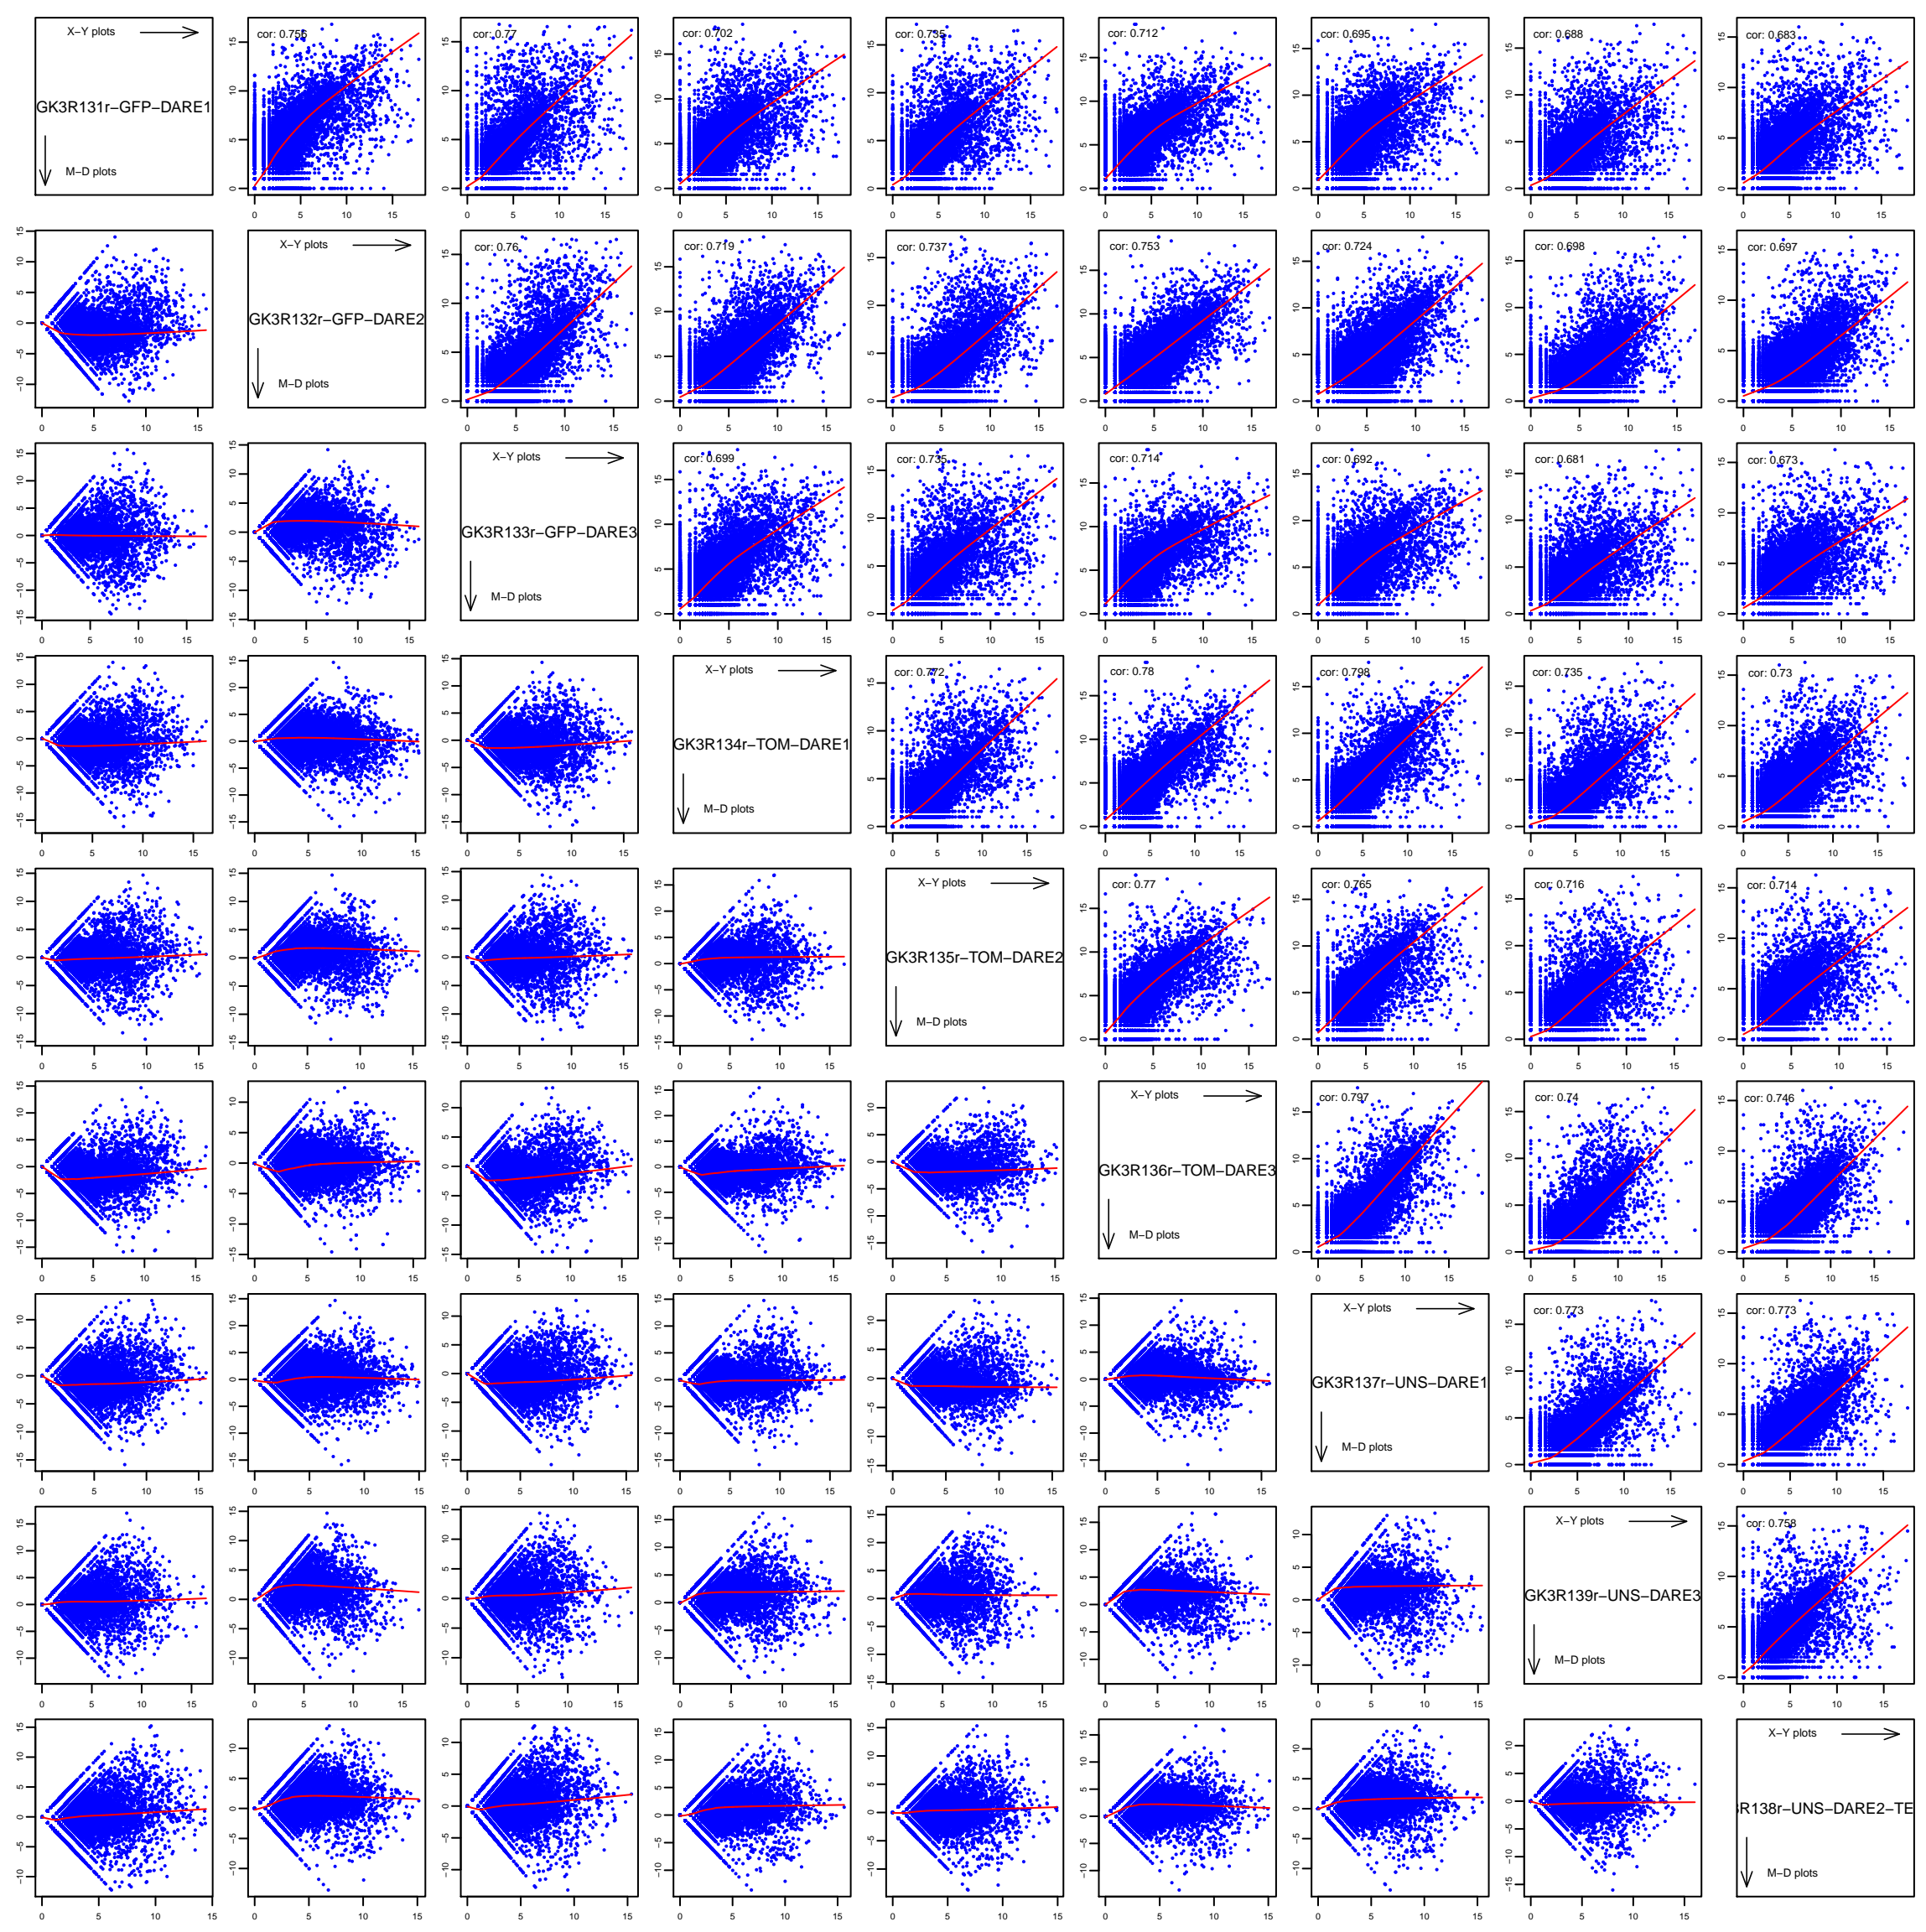 X−Y plots
GK3R131r−GFP−DARE1
M−D plots
cor: 0.756
cor: 0.77
cor: 0.702
cor: 0.735
cor: 0.712
cor: 0.695
cor: 0.688
cor: 0.683
X−Y plots
GK3R132r−GFP−DARE2
M−D plots
cor: 0.76
cor: 0.719
cor: 0.737
cor: 0.753
cor: 0.724
cor: 0.698
cor: 0.697
X−Y plots
GK3R133r−GFP−DARE3
M−D plots
cor: 0.699
cor: 0.735
cor: 0.714
cor: 0.692
cor: 0.681
cor: 0.673
X−Y plots
GK3R134r−TOM−DARE1
M−D plots
cor: 0.772
cor: 0.78
cor: 0.798
cor: 0.735
cor: 0.73
X−Y plots
GK3R135r−TOM−DARE2
M−D plots
cor: 0.77
cor: 0.765
cor: 0.716
cor: 0.714
X−Y plots
GK3R136r−TOM−DARE3
M−D plots
cor: 0.797
cor: 0.74
cor: 0.746
X−Y plots
GK3R137r−UNS−DARE1
M−D plots
cor: 0.773
cor: 0.773
X−Y plots
GK3R139r−UNS−DARE3
M−D plots
cor: 0.758
X−Y plots
R138r−UNS−DARE2−TE
M−D plots